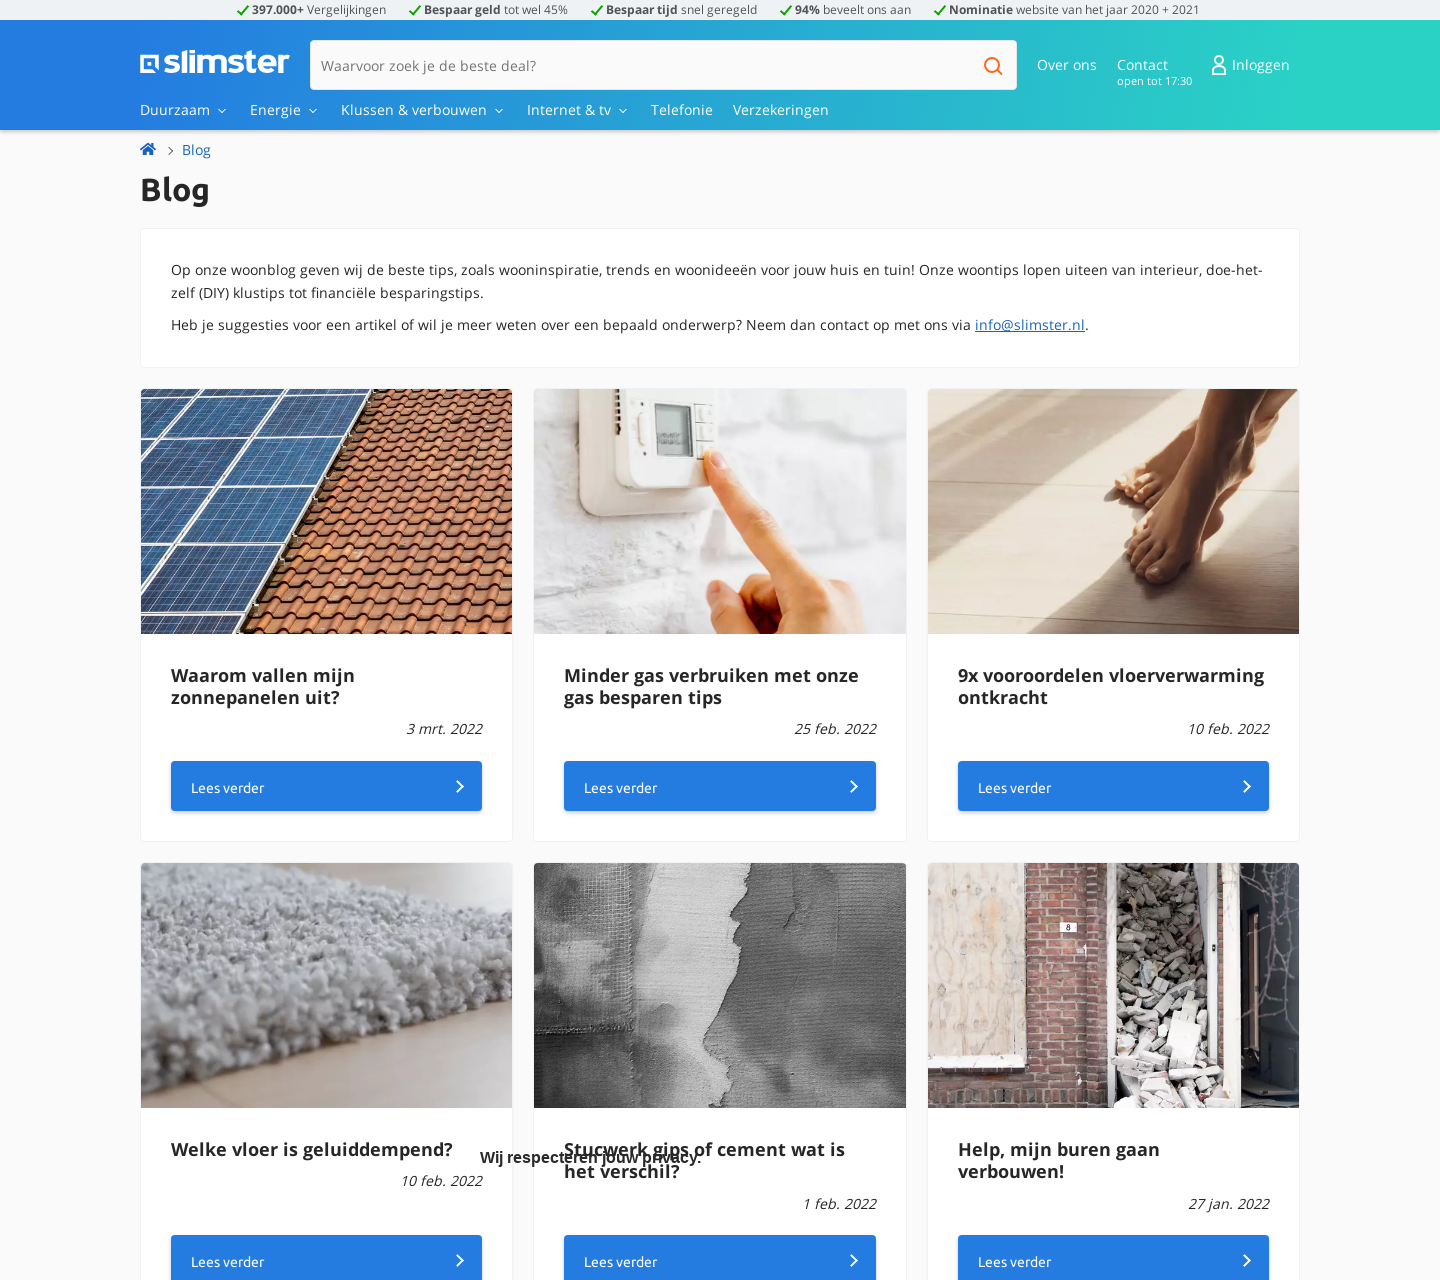 397.000+ Vergelijkingen
Bespaar geld tot wel 45%
Bespaar tijd snel geregeld
94% beveelt ons aan
Nominatie website van het jaar 2020 + 2021
slimster
Waarvoor zoek je de beste deal?
Over ons
Contact
open tot 17:30
Inloggen
Duurzaam
Energie
Klussen & verbouwen
Internet & tv
Telefonie
Verzekeringen
Blog
Blog
Op onze woonblog geven wij de beste tips, zoals wooninspiratie, trends en woonideeën voor jouw huis en tuin! Onze woontips lopen uiteen van interieur, doe-het-
zelf (DIY) klustips tot financiële besparingstips.
Heb je suggesties voor een artikel of wil je meer weten over een bepaald onderwerp? Neem dan contact op met ons via info@slimster.nl.
Waarom vallen mijn
zonnepanelen uit?
3 mrt. 2022
Lees verder
Minder gas verbruiken met onze
gas besparen tips
25 feb. 2022
Lees verder
9x vooroordelen vloerverwarming
ontkracht
10 feb. 2022
Lees verder
8
Welke vloer is geluiddempend?
10 feb. 2022
Lees verder
Stucwerk gips of cement wat is
het verschil?
1 feb. 2022
Lees verder
Wij respecteren jouw privacy.
Help, mijn buren gaan
verbouwen!
27 jan. 2022
Lees verder